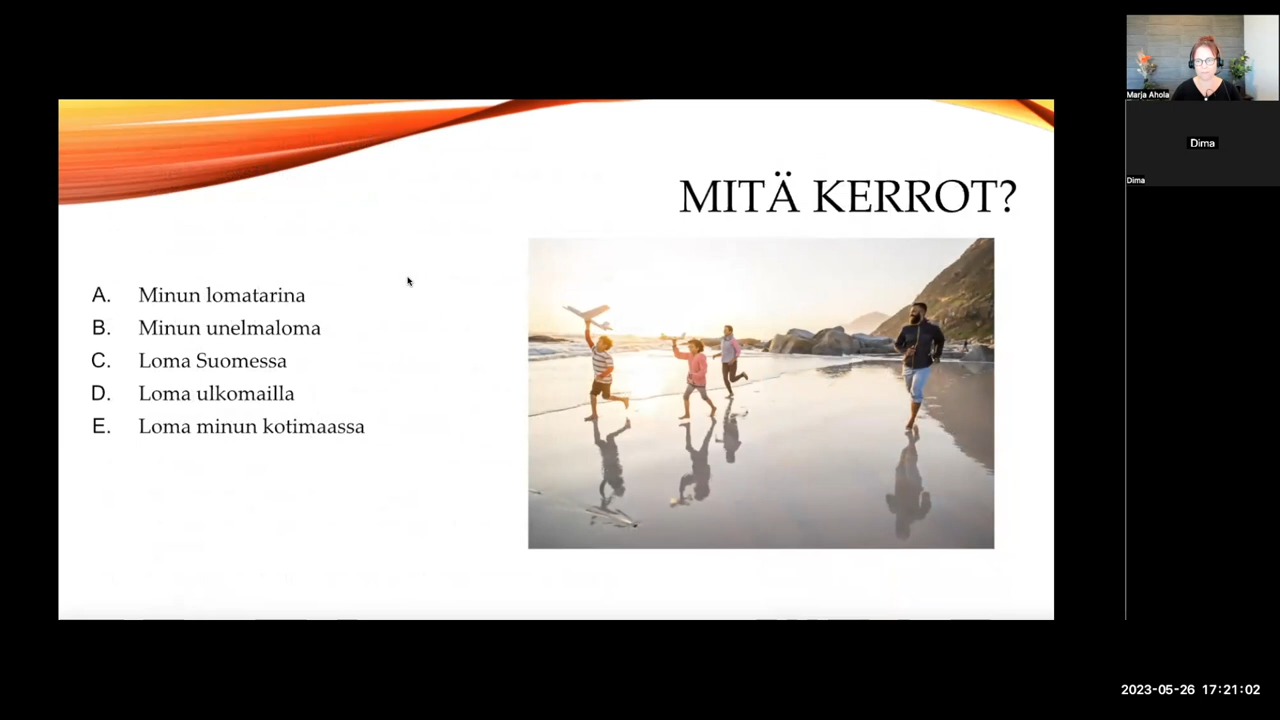 MITÄ KERROT?
A. Minun lomatarina
B. Minun unelmaloma
C. Loma Suomessa
D. Loma ulkomailla
E. Loma minun kotimaassa
Marja Ahola
Dima
Dima
2023-05-26 17:21:02